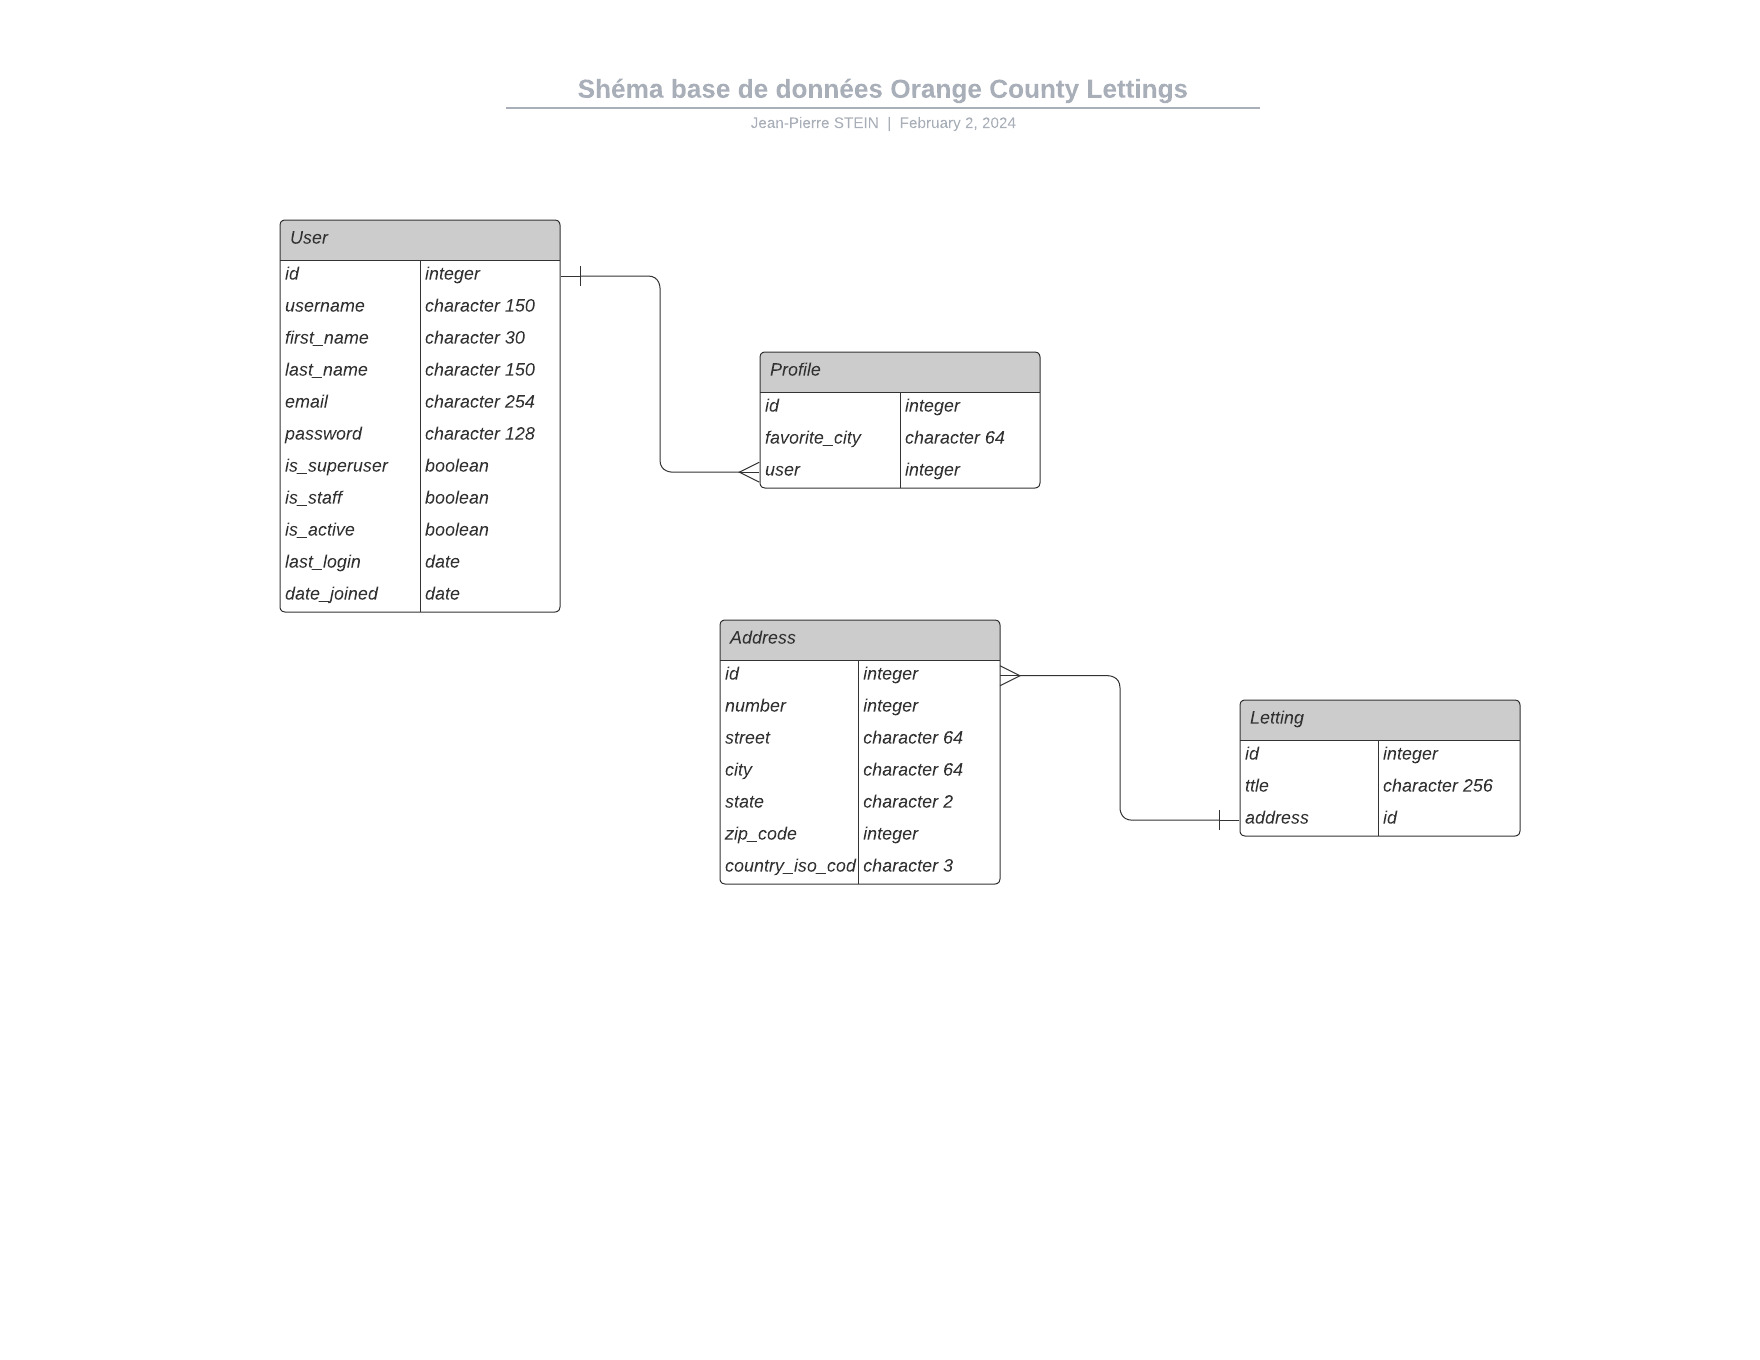 Shéma base de données Orange County Lettings
Jean-Pierre STEIN | February 2, 2024
User
id integer
username character 150
first_name character 30
last_name character 150
email character 254
password character 128
is_superuser boolean
is_staff boolean
is_active boolean
last_login date
date_joined date
Profile
id integer
favorite_city character 64
user integer
Address
id integer
number integer
street character 64
city character 64
state character 2
zip_code integer
country_iso_cod character 3
Letting
id integer
ttle character 256
address id